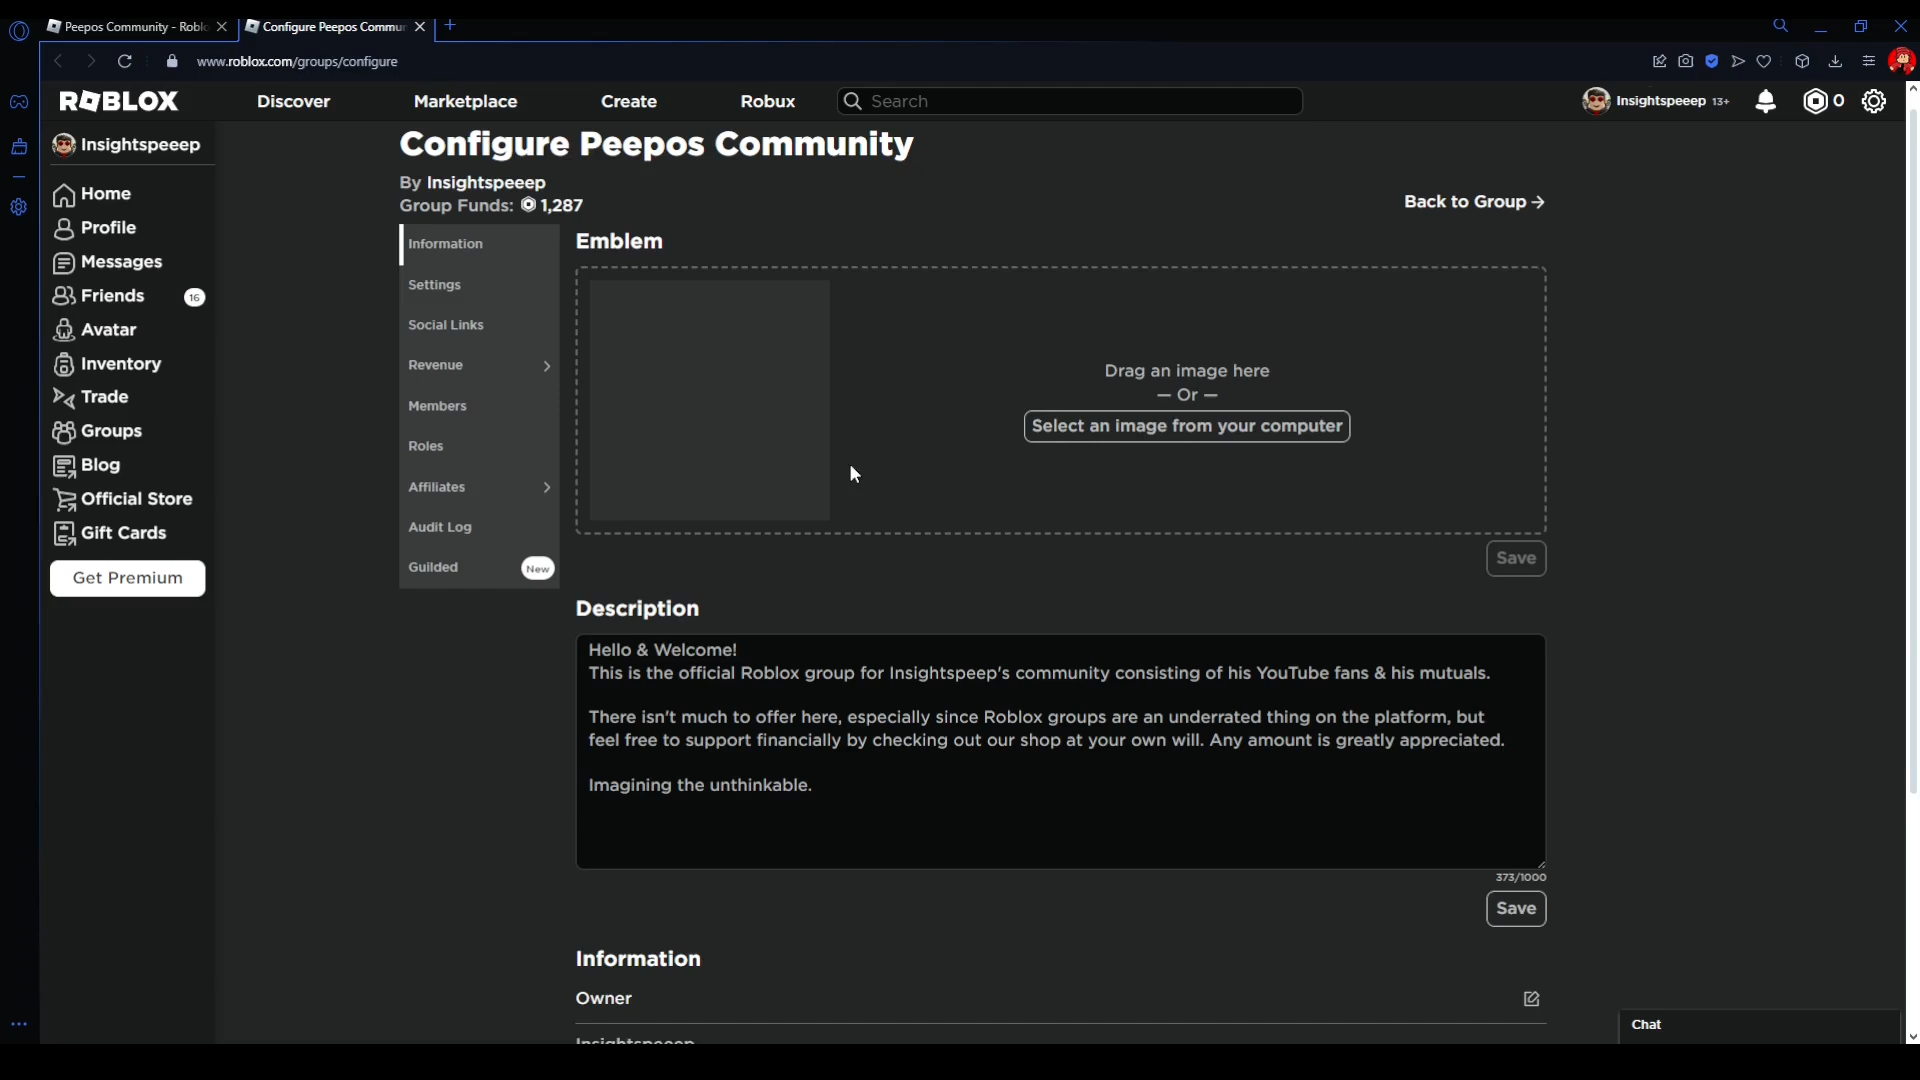 Peepos Community - Roblo
Configure Peepos Commun
www.roblox.com/groups/configure
ROBLOX
Discover
Marketplace
Create
Robux
Search
Insightspeeep 13+
0
Insightspeeep
Home
Profile
Messages
Friends 16
Avatar
Inventory
Trade
Groups
Blog
Official Store
Gift Cards
Get Premium
Configure Peepos Community
By Insightspeeep
Group Funds: 1,287
Back to Group
Information
Settings
Social Links
Revenue
Members
Roles
Affiliates
Audit Log
Guilded New
Emblem
Drag an image here
— Or —
Select an image from your computer
Save
Description
Hello & Welcome!
This is the official Roblox group for Insightspeep's community consisting of his YouTube fans & his mutuals.
There isn't much to offer here, especially since Roblox groups are an underrated thing on the platform, but
feel free to support financially by checking out our shop at your own will. Any amount is greatly appreciated.
Imagining the unthinkable.
373/1000
Save
Information
Owner
Insightspeeep
Chat